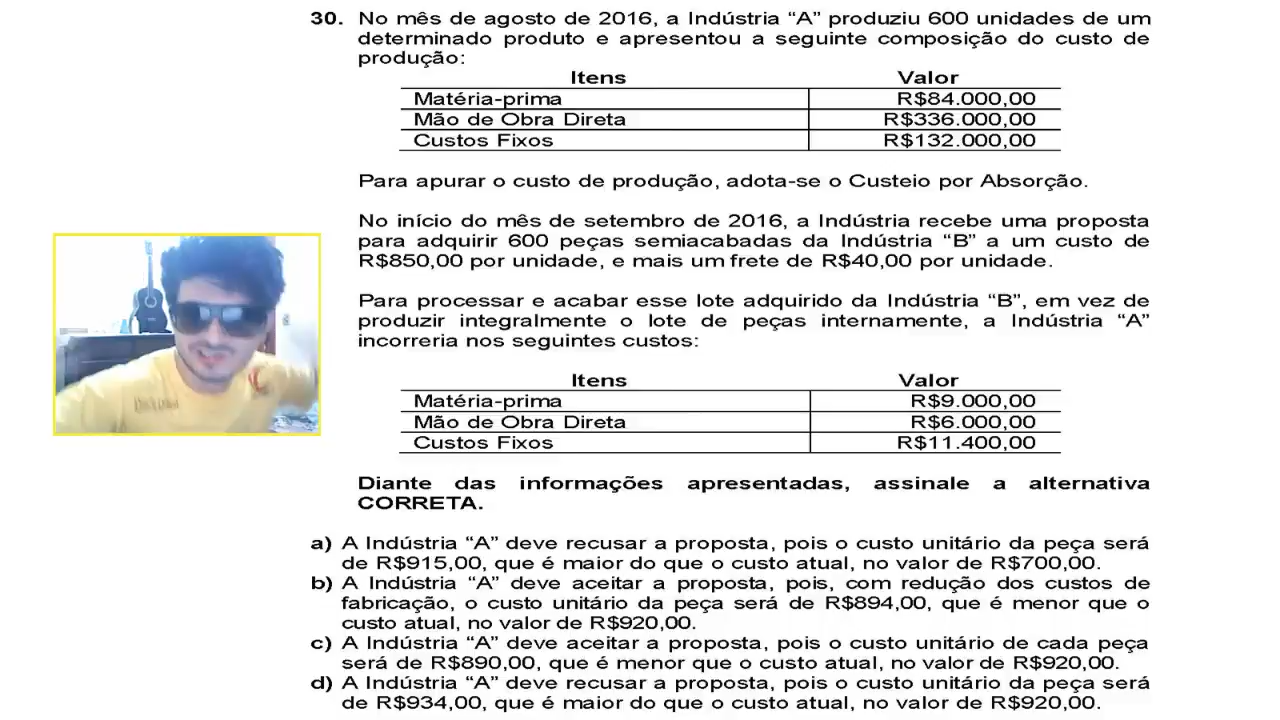 30. No mês de agosto de 2016, a Indústria “A” produziu 600 unidades de um
determinado produto e apresentou a seguinte composição do custo de
produção:
Itens Valor
Matéria-prima R$84.000,00
Mão de Obra Direta R$336.000,00
Custos Fixos R$132.000,00
Para apurar o custo de produção, adota-se o Custeio por Absorção.
No início do mês de setembro de 2016, a Indústria recebe uma proposta
para adquirir 600 peças semiacabadas da Indústria “B” a um custo de
R$850,00 por unidade, e mais um frete de R$40,00 por unidade.
Para processar e acabar esse lote adquirido da Indústria “B”, em vez de
produzir integralmente o lote de peças internamente, a Indústria “A”
incorreria nos seguintes custos:
Itens Valor
Matéria-prima R$9.000,00
Mão de Obra Direta R$6.000,00
Custos Fixos R$11.400,00
Diante das informações apresentadas, assinale a alternativa
CORRETA.
a) A Indústria “A” deve recusar a proposta, pois o custo unitário da peça será
de R$915,00, que é maior do que o custo atual, no valor de R$700,00.
b) A Indústria “A” deve aceitar a proposta, pois, com redução dos custos de
fabricação, o custo unitário da peça será de R$894,00, que é menor que o
custo atual, no valor de R$920,00.
c) A Indústria “A” deve aceitar a proposta, pois o custo unitário de cada peça
será de R$890,00, que é menor que o custo atual, no valor de R$920,00.
d) A Indústria “A” deve recusar a proposta, pois o custo unitário da peça será
de R$934,00, que é maior do que o custo atual, no valor de R$920,00.